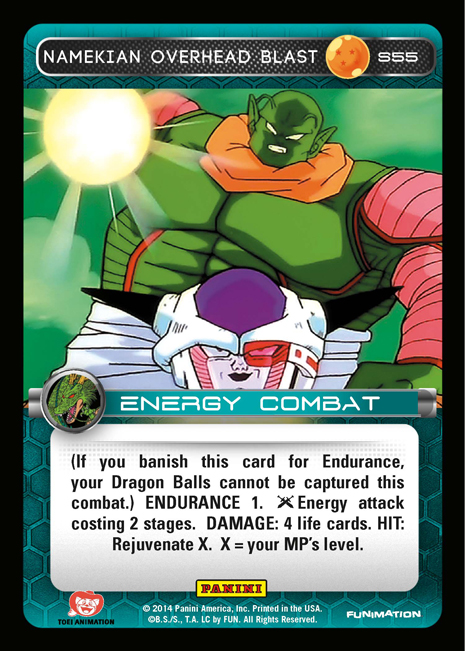 NAMEKIAN OVERHEAD BLAST S55
ENERGY COMBAT
(If you banish this card for Endurance,
your Dragon Balls cannot be captured this
combat.) ENDURANCE 1. Energy attack
costing 2 stages. DAMAGE: 4 life cards. HIT:
Rejuvenate X. X = your MP's level.
PANINI
TOEI ANIMATION
© 2014 Panini America, Inc. Printed in the USA.
©B.S./S., T.A. LC by FUN. All Rights Reserved.
FUNIMATION